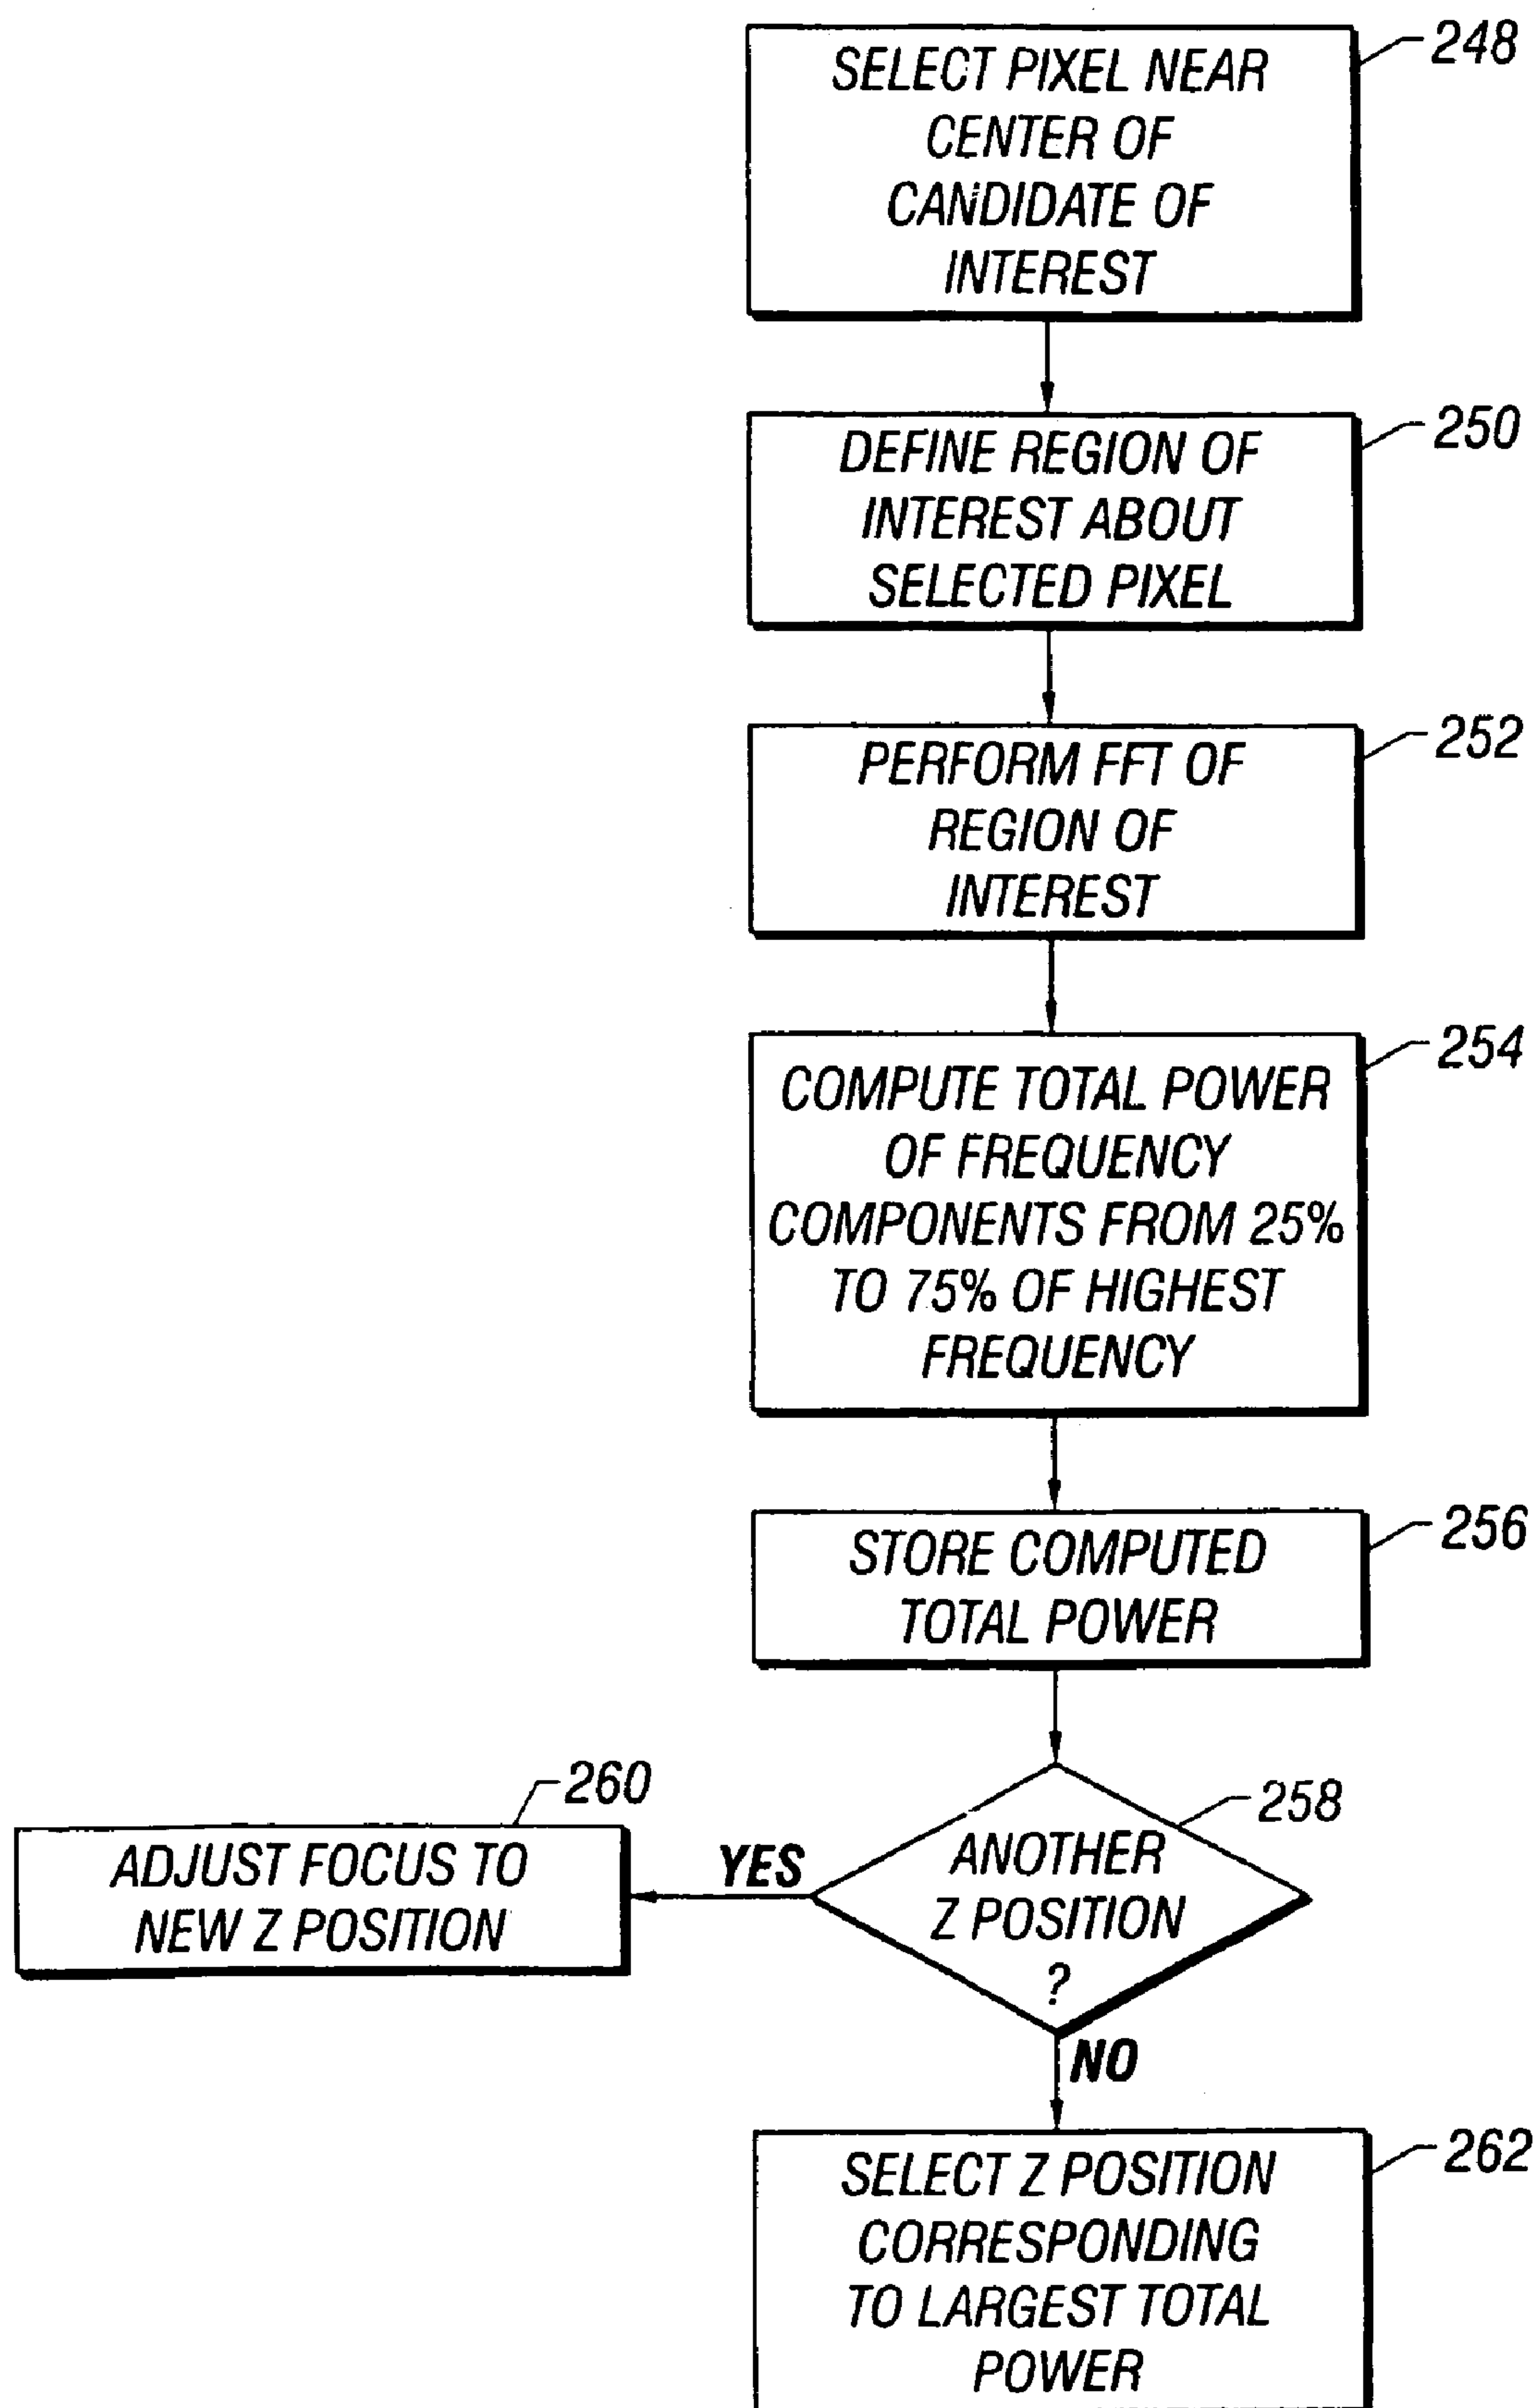 248
SELECT PIXEL NEAR
CENTER OF
CANDIDATE OF
INTEREST
250
DEFINE REGION OF
INTEREST ABOUT
SELECTED PIXEL
252
PERFORM FFT OF
REGION OF
INTEREST
254
COMPUTE TOTAL POWER
OF FREQUENCY
COMPONENTS FROM 25%
TO 75% OF HIGHEST
FREQUENCY
256
STORE COMPUTED
TOTAL POWER
258
ANOTHER
Z POSITION
?
YES
260
ADJUST FOCUS TO
NEW Z POSITION
NO
262
SELECT Z POSITION
CORRESPONDING
TO LARGEST TOTAL
POWER